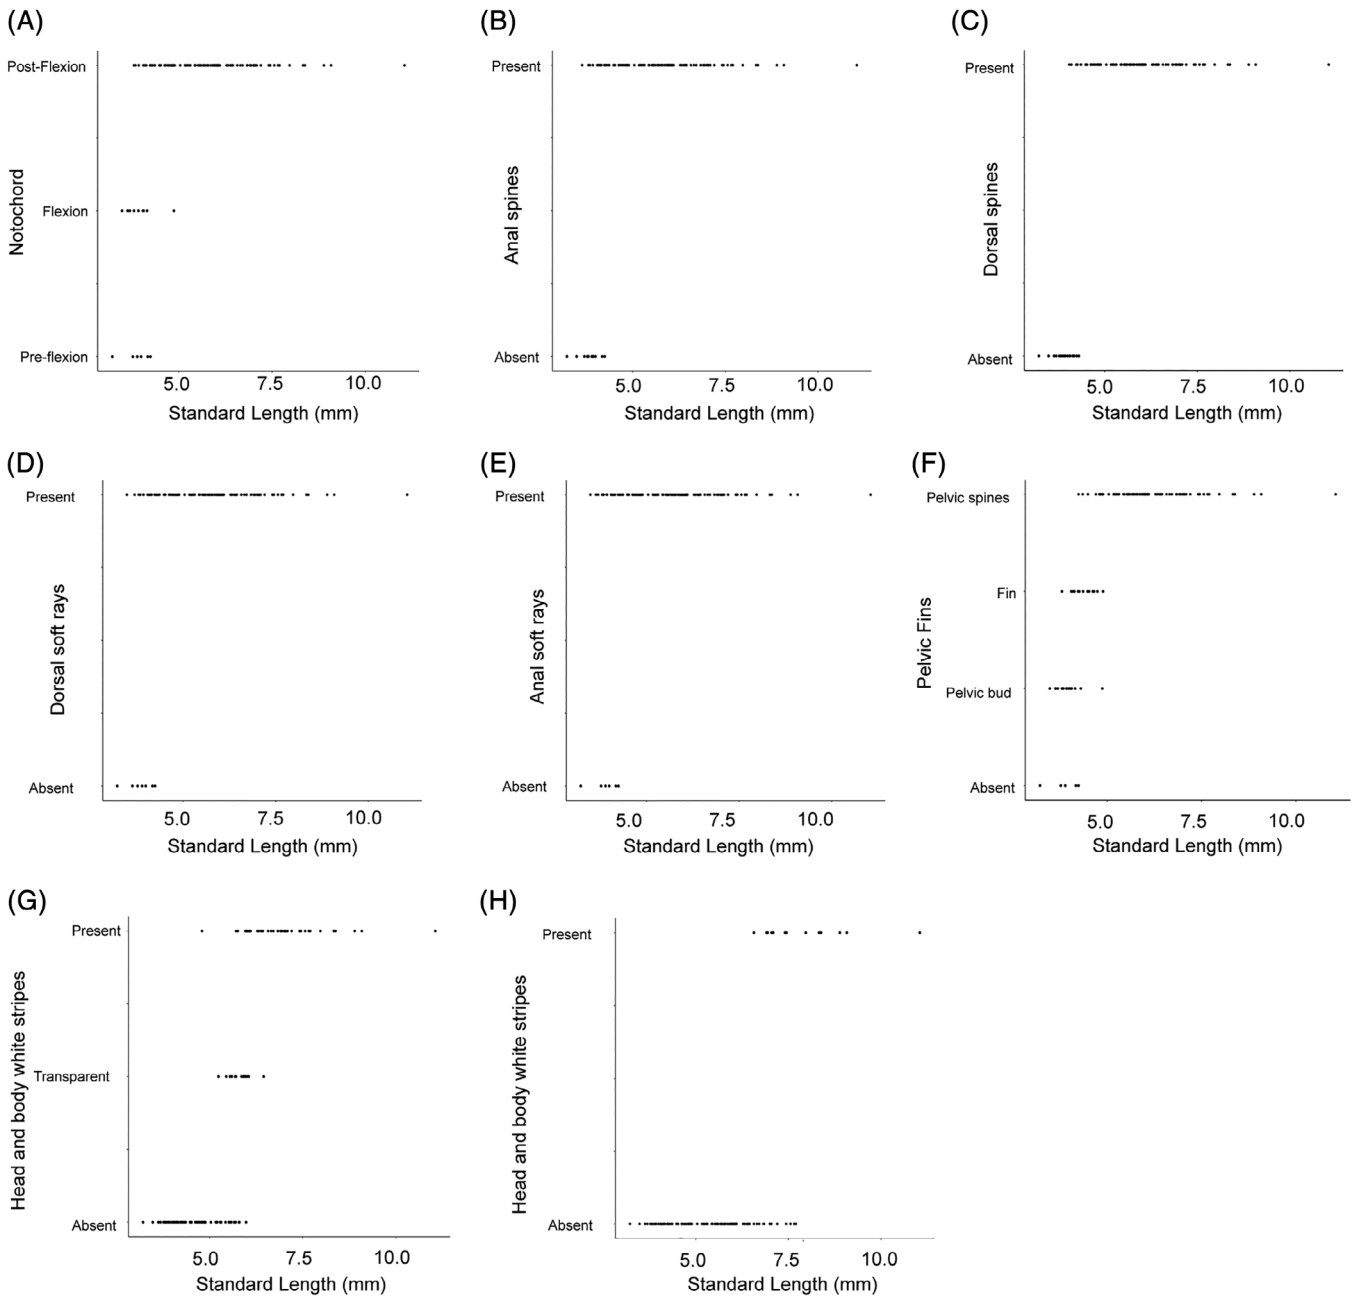 (A)
Post-Flexion
Flexion
Pre-flexion
Notochord
5.0 7.5 10.0
Standard Length (mm)
(B)
Present
Absent
Anal spines
5.0 7.5 10.0
Standard Length (mm)
(C)
Present
Absent
Dorsal spines
5.0 7.5 10.0
Standard Length (mm)
(D)
Present
Absent
Dorsal soft rays
5.0 7.5 10.0
Standard Length (mm)
(E)
Present
Absent
Anal soft rays
5.0 7.5 10.0
Standard Length (mm)
(F)
Pelvic spines
Fin
Pelvic bud
Absent
Pelvic Fins
5.0 7.5 10.0
Standard Length (mm)
(G)
Present
Transparent
Absent
Head and body white stripes
5.0 7.5 10.0
Standard Length (mm)
(H)
Present
Absent
Head and body white stripes
5.0 7.5 10.0
Standard Length (mm)